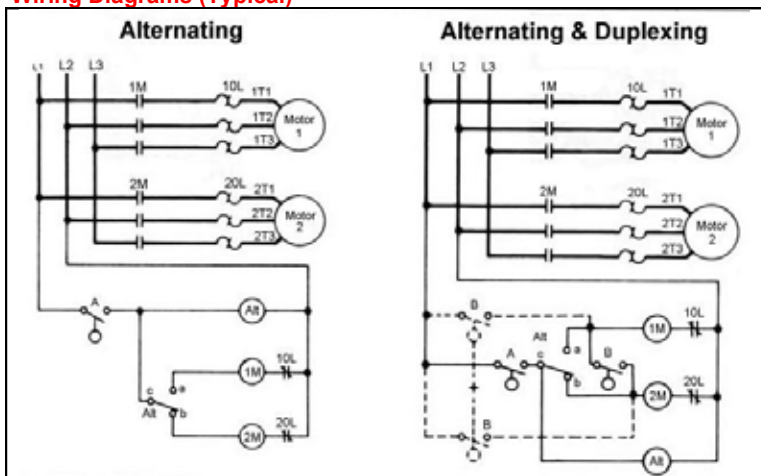 Wiring Diagrams (Typical)
Alternating
L1 L2 L3
1M 1OL 1T1
1T2
1T3
Motor
1
2M 2OL 2T1
2T2
2T3
Motor
2
A
Alt
1OL
1M
c a
Alt b
2OL
2M
Alternating & Duplexing
L1 L2 L3
1M 1OL 1T1
1T2
1T3
Motor
1
2M 2OL 2T1
2T2
2T3
Motor
2
B
1OL
1M
Alt
A c a B
b
2OL
2M
B
Alt